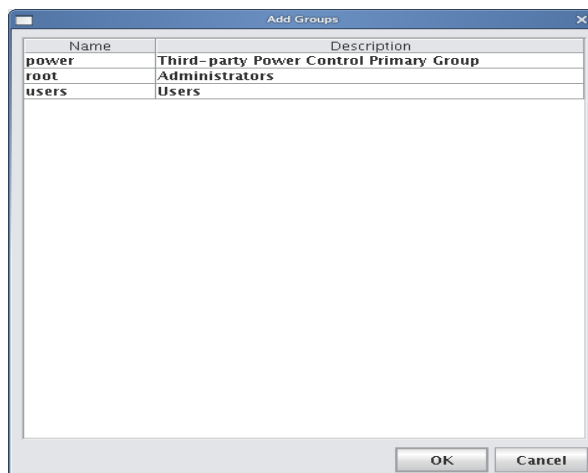 Add Groups
Name Description
power Third-party Power Control Primary Group
root Administrators
users Users
OK Cancel